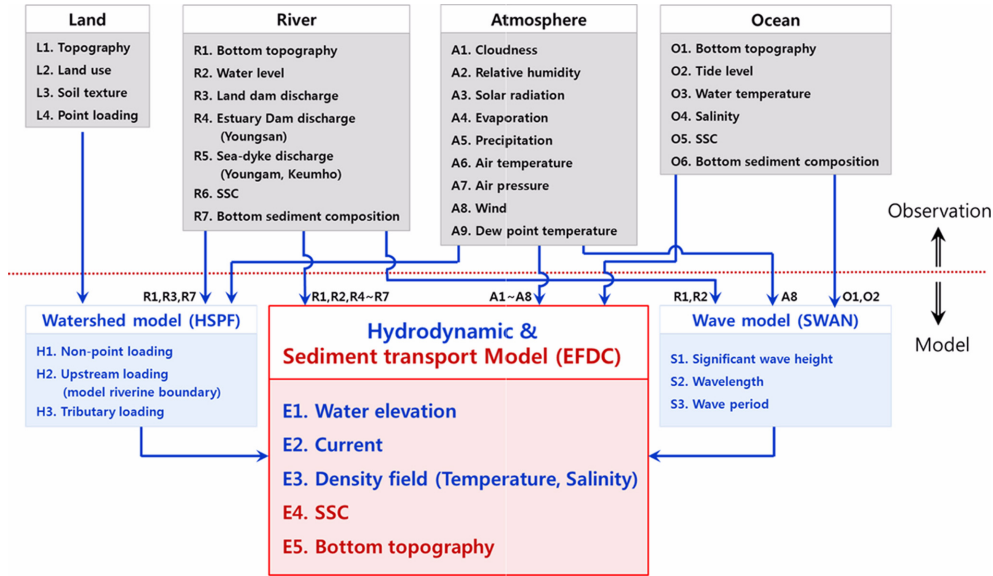 Land
L1. Topography
L2. Land use
L3. Soil texture
L4. Point loading
River
R1. Bottom topography
R2. Water level
R3. Land dam discharge
R4. Estuary Dam discharge
(Youngsan)
R5. Sea-dyke discharge
(Youngam, Keumho)
R6. SSC
R7. Bottom sediment composition
Atmosphere
A1. Cloudness
A2. Relative humidity
A3. Solar radiation
A4. Evaporation
A5. Precipitation
A6. Air temperature
A7. Air pressure
A8. Wind
A9. Dew point temperature
Ocean
O1. Bottom topography
O2. Tide level
O3. Water temperature
O4. Salinity
O5. SSC
O6. Bottom sediment composition
Observation
Model
R1,R3,R7
R1,R2,R4~R7
A1~A8
R1,R2
A8
O1,O2
Watershed model (HSPF)
H1. Non-point loading
H2. Upstream loading
(model riverine boundary)
H3. Tributary loading
Hydrodynamic &
Sediment transport Model (EFDC)
E1. Water elevation
E2. Current
E3. Density field (Temperature, Salinity)
E4. SSC
E5. Bottom topography
Wave model (SWAN)
S1. Significant wave height
S2. Wavelength
S3. Wave period